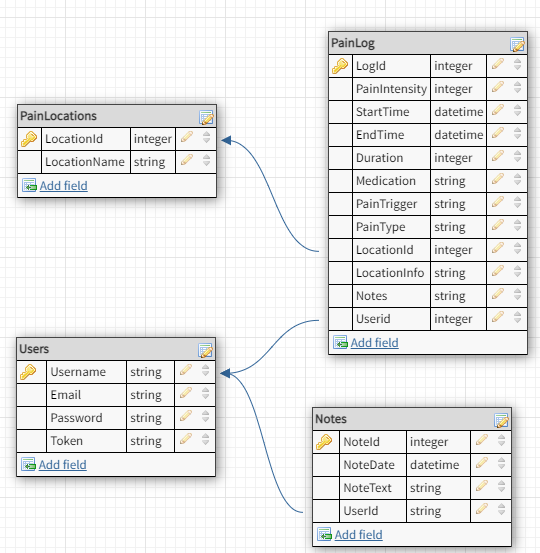 PainLog
LogId integer
PainIntensity integer
StartTime datetime
EndTime datetime
Duration integer
Medication string
PainTrigger string
PainType string
LocationId integer
LocationInfo string
Notes string
Userid integer
Add field
PainLocations
LocationId integer
LocationName string
Add field
Users
Username string
Email string
Password string
Token string
Add field
Notes
NoteId integer
NoteDate datetime
NoteText string
UserId string
Add field